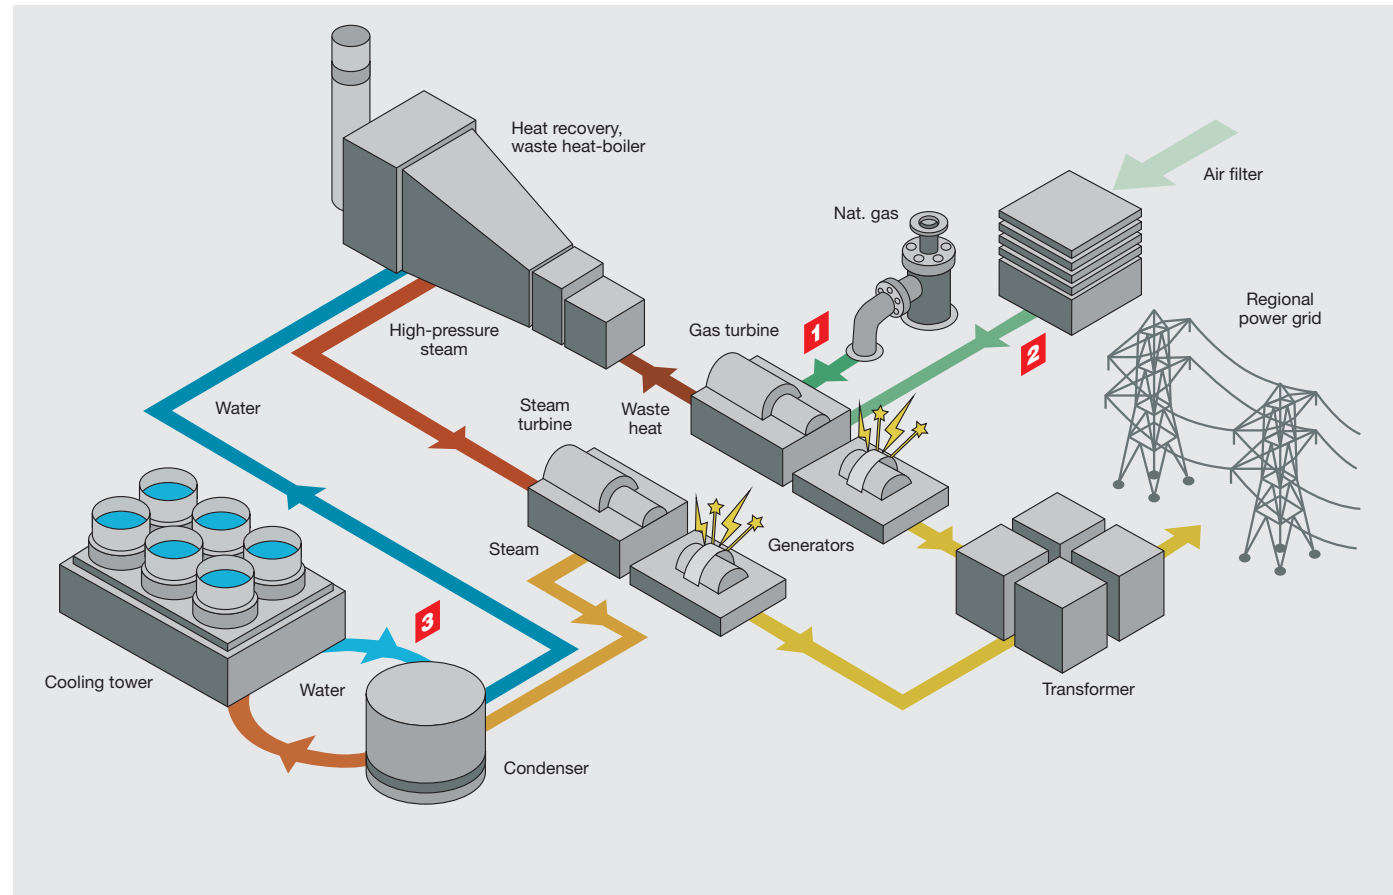 Heat recovery,
waste heat-boiler
Air filter
Nat. gas
Regional
power grid
High-pressure
steam
Gas turbine
1
2
Water
Steam
turbine
Waste
heat
Steam
Generators
3
Cooling tower
Water
Transformer
Condenser